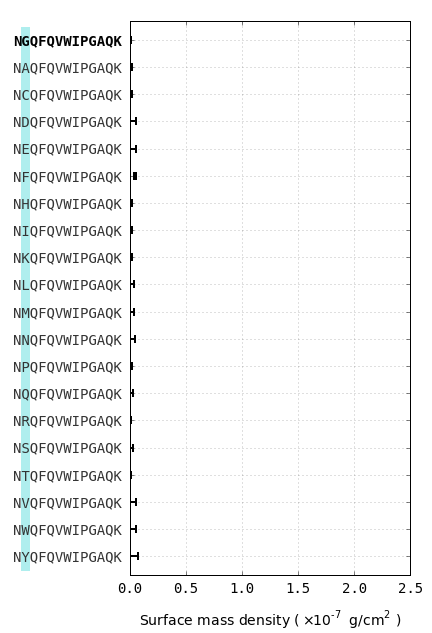 NGQFQVWIPGAQK
NAQFQVWIPGAQK
NCQFQVWIPGAQK
NDQFQVWIPGAQK
NEQFQVWIPGAQK
NFQFQVWIPGAQK
NHQFQVWIPGAQK
NIQFQVWIPGAQK
NKQFQVWIPGAQK
NLQFQVWIPGAQK
NMQFQVWIPGAQK
NNQFQVWIPGAQK
NPQFQVWIPGAQK
NQQFQVWIPGAQK
NRQFQVWIPGAQK
NSQFQVWIPGAQK
NTQFQVWIPGAQK
NVQFQVWIPGAQK
NWQFQVWIPGAQK
NYQFQVWIPGAQK
0.0 0.5 1.0 1.5 2.0 2.5
Surface mass density ( ×10⁻⁷ g/cm² )